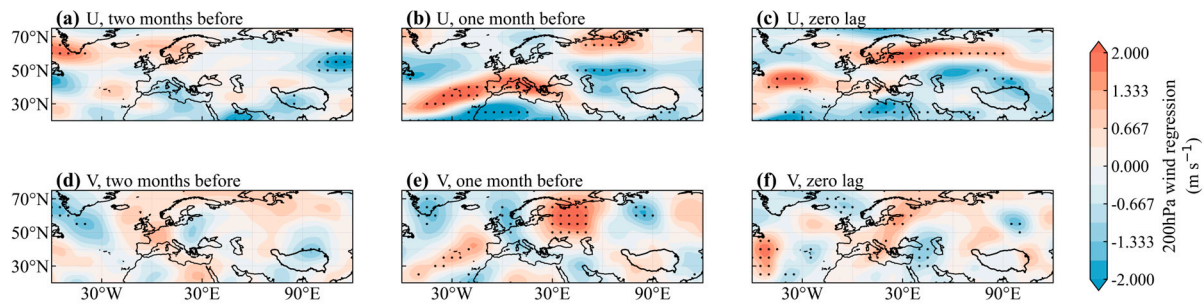 (a) U, two months before
(b) U, one month before
(c) U, zero lag
70°N
50°N
30°N
(d) V, two months before
(e) V, one month before
(f) V, zero lag
70°N
50°N
30°N
30°W 30°E 90°E
30°W 30°E 90°E
30°W 30°E 90°E
2.000
1.333
0.667
0.000
-0.667
-1.333
-2.000
200hPa wind regression
(m s⁻¹)